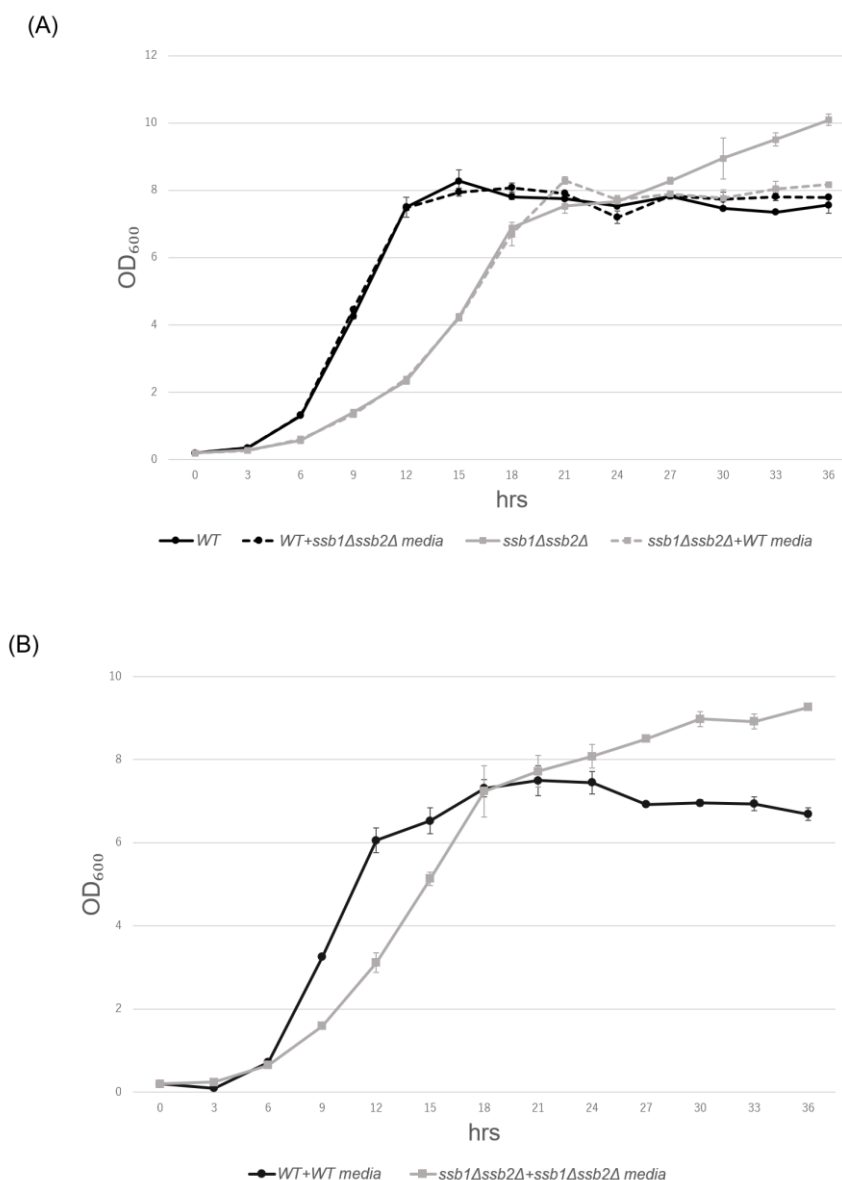 (A)
12
10
8
6
4
2
0
OD₆₀₀
0 3 6 9 12 15 18 21 24 27 30 33 36
hrs
WT WT+ssb1Δssb2Δ media ssb1Δssb2Δ ssb1Δssb2Δ+WT media
(B)
10
8
6
4
2
0
OD₆₀₀
0 3 6 9 12 15 18 21 24 27 30 33 36
hrs
WT+WT media ssb1Δssb2Δ+ssb1Δssb2Δ media